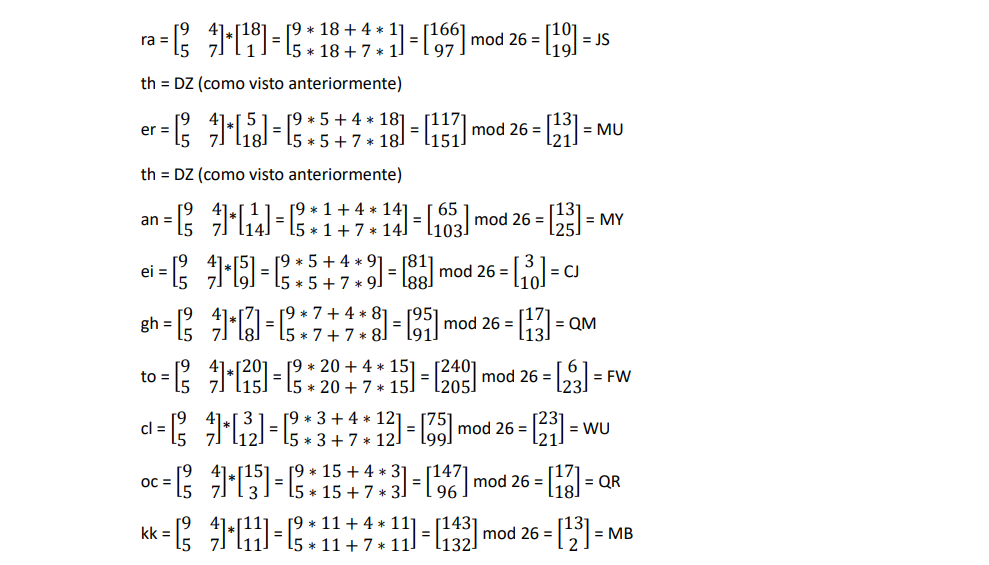 ra = [9 4; 5 7]*[18; 1] = [9 ∗ 18 + 4 ∗ 1; 5 ∗ 18 + 7 ∗ 1] = [166; 97] mod 26 = [10; 19] = JS
th = DZ (como visto anteriormente)
er = [9 4; 5 7]*[5; 18] = [9 ∗ 5 + 4 ∗ 18; 5 ∗ 5 + 7 ∗ 18] = [117; 151] mod 26 = [13; 21] = MU
th = DZ (como visto anteriormente)
an = [9 4; 5 7]*[1; 14] = [9 ∗ 1 + 4 ∗ 14; 5 ∗ 1 + 7 ∗ 14] = [65; 103] mod 26 = [13; 25] = MY
ei = [9 4; 5 7]*[5; 9] = [9 ∗ 5 + 4 ∗ 9; 5 ∗ 5 + 7 ∗ 9] = [81; 88] mod 26 = [3; 10] = CJ
gh = [9 4; 5 7]*[7; 8] = [9 ∗ 7 + 4 ∗ 8; 5 ∗ 7 + 7 ∗ 8] = [95; 91] mod 26 = [17; 13] = QM
to = [9 4; 5 7]*[20; 15] = [9 ∗ 20 + 4 ∗ 15; 5 ∗ 20 + 7 ∗ 15] = [240; 205] mod 26 = [6; 23] = FW
cl = [9 4; 5 7]*[3; 12] = [9 ∗ 3 + 4 ∗ 12; 5 ∗ 3 + 7 ∗ 12] = [75; 99] mod 26 = [23; 21] = WU
oc = [9 4; 5 7]*[15; 3] = [9 ∗ 15 + 4 ∗ 3; 5 ∗ 15 + 7 ∗ 3] = [147; 96] mod 26 = [17; 18] = QR
kk = [9 4; 5 7]*[11; 11] = [9 ∗ 11 + 4 ∗ 11; 5 ∗ 11 + 7 ∗ 11] = [143; 132] mod 26 = [13; 2] = MB